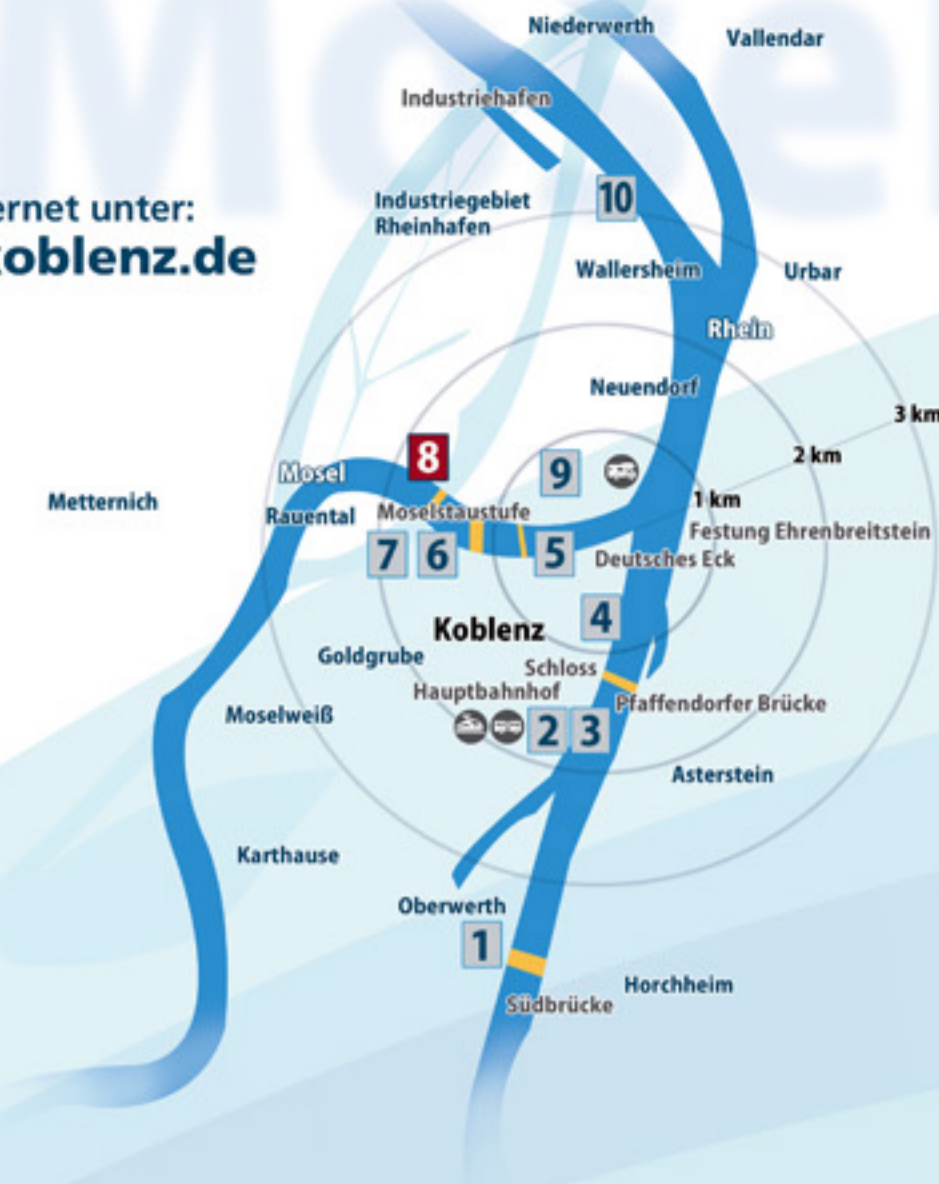 Mosel
Niederwerth
Vallendar
Industriehafen
Industriegebiet
Rheinhafen
10
ernet unter:
koblenz.de
Wallersheim
Urbar
Rhein
Neuendorf
3 km
2 km
8
9
Mosel
1 km
Metternich
Rauental
Moselstaustufe
Festung Ehrenbreitstein
7
6
5
Deutsches Eck
4
Koblenz
Goldgrube
Schloss
Hauptbahnhof
Pfaffendorfer Brücke
Moselweiß
2
3
Asterstein
Karthause
Oberwerth
1
Horchheim
Südbrücke